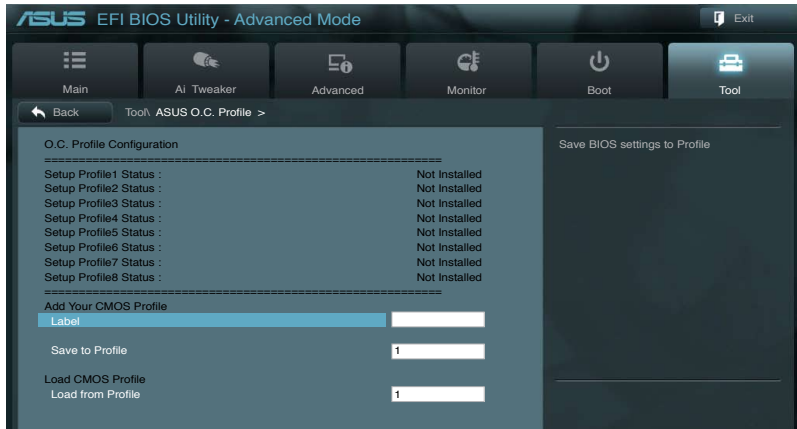 ASUS EFI BIOS Utility - Advanced Mode
Exit
Main
Ai Tweaker
Advanced
Monitor
Boot
Tool
Back
Tool\ ASUS O.C. Profile >
O.C. Profile Configuration
Save BIOS settings to Profile
============================================================
Setup Profile1 Status : Not Installed
Setup Profile2 Status : Not Installed
Setup Profile3 Status : Not Installed
Setup Profile4 Status : Not Installed
Setup Profile5 Status : Not Installed
Setup Profile6 Status : Not Installed
Setup Profile7 Status : Not Installed
Setup Profile8 Status : Not Installed
============================================================
Add Your CMOS Profile
Label
Save to Profile 1
Load CMOS Profile
Load from Profile 1